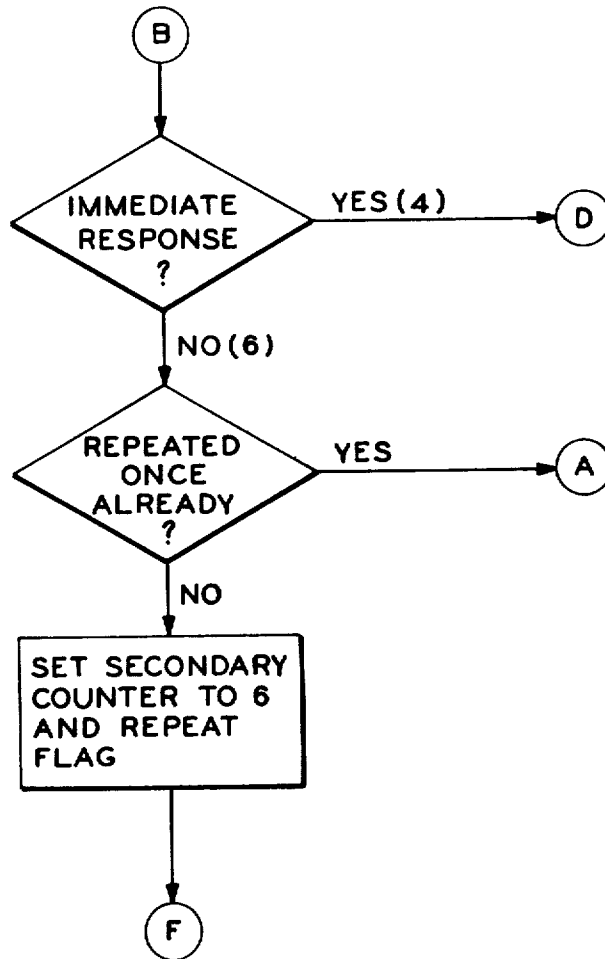 B
IMMEDIATE
RESPONSE
?
YES(4)
D
NO(6)
REPEATED
ONCE
ALREADY
?
YES
A
NO
SET SECONDARY
COUNTER TO 6
AND REPEAT
FLAG
F